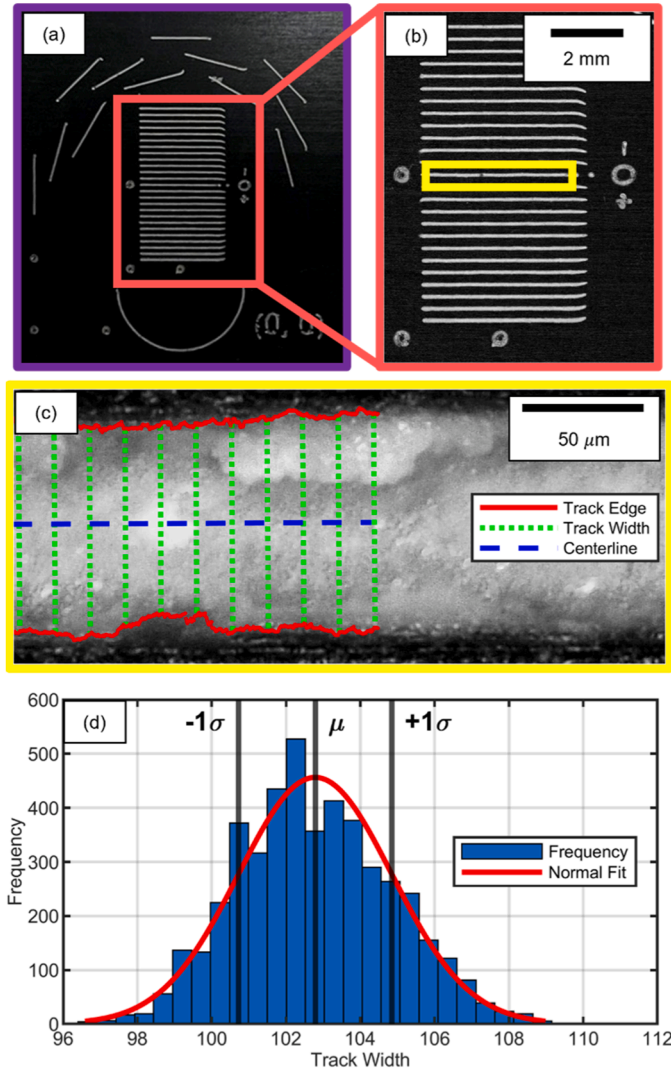 (a)
(b)
2 mm
(c)
50 μm
Track Edge
Track Width
Centerline
(d)
-1σ
μ
+1σ
600
500
400
300
200
100
0
Frequency
Frequency
Normal Fit
96 98 100 102 104 106 108 110 112
Track Width